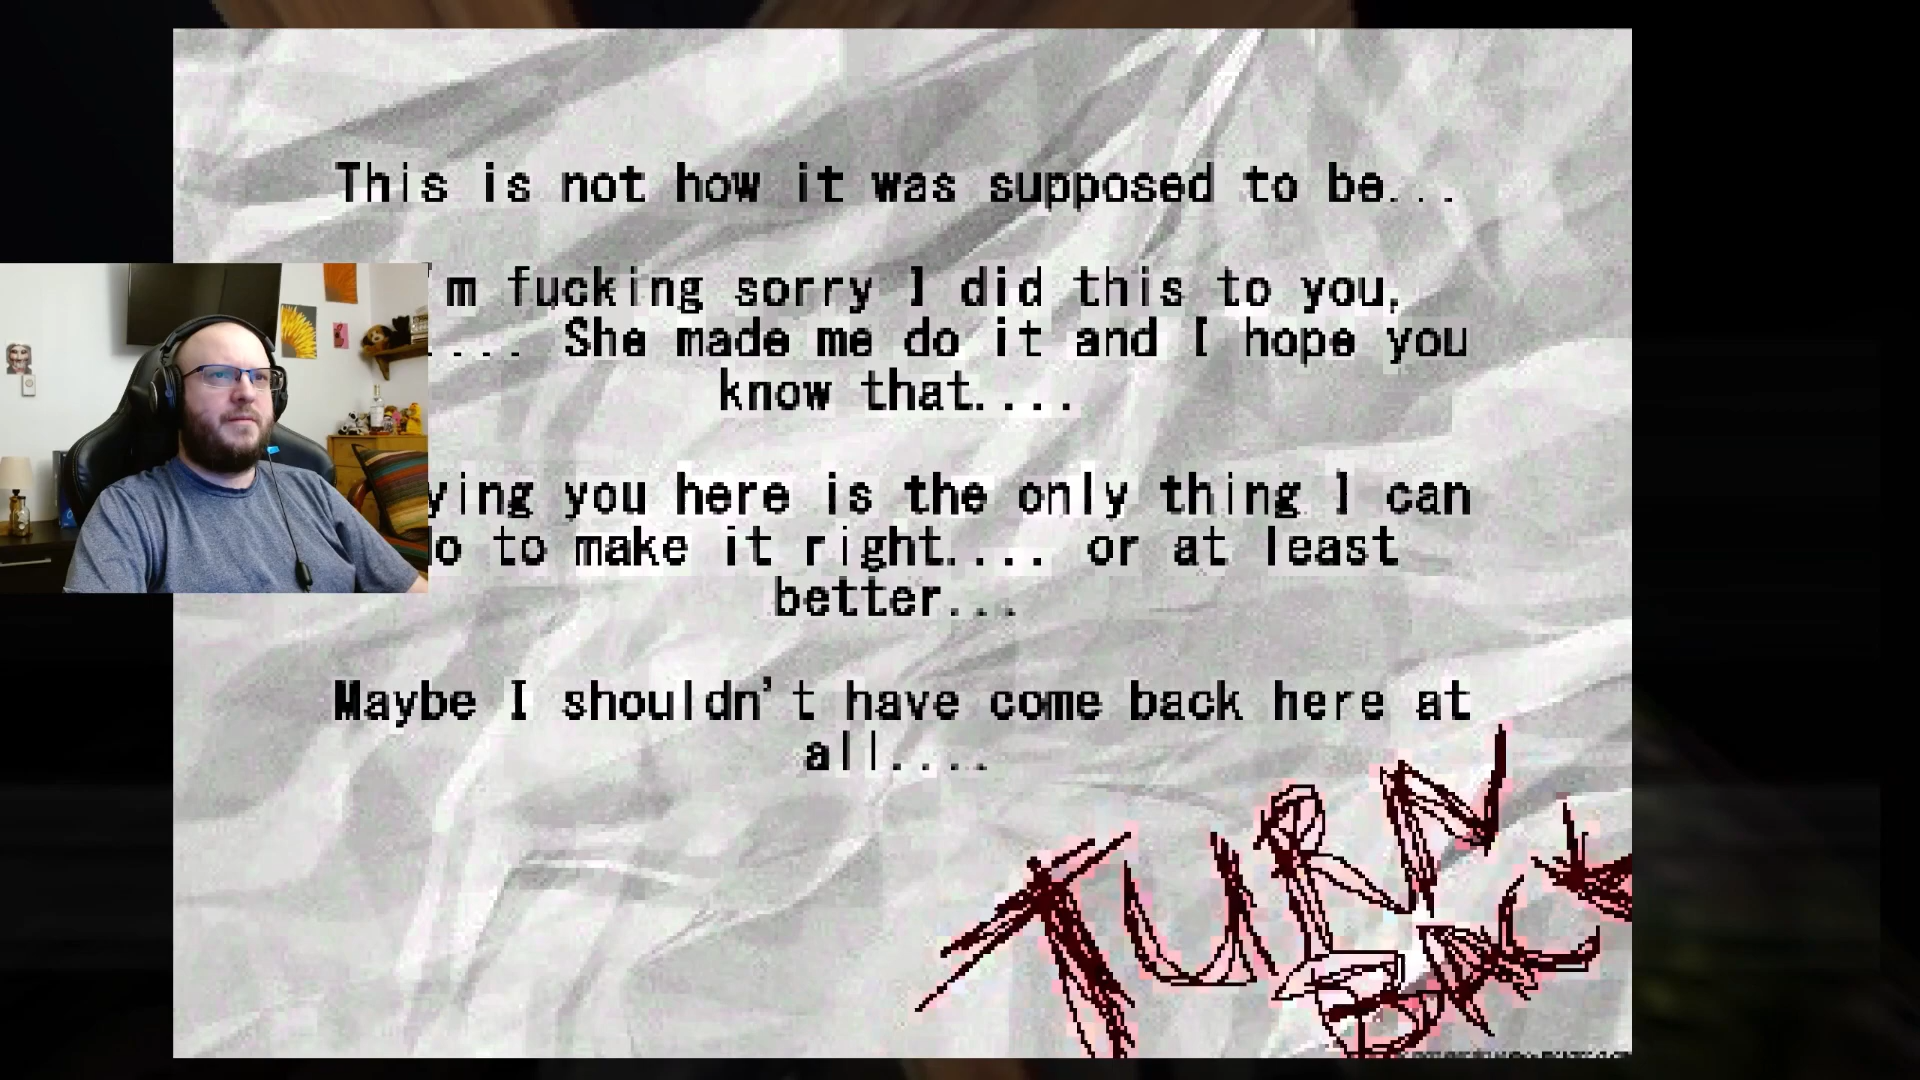 This is not how it was supposed to be...
'm fucking sorry I did this to you,
.... She made me do it and I hope you
know that....
ying you here is the only thing I can
do to make it right.... or at least
better...
Maybe I shouldn't have come back here at
all....
TURN